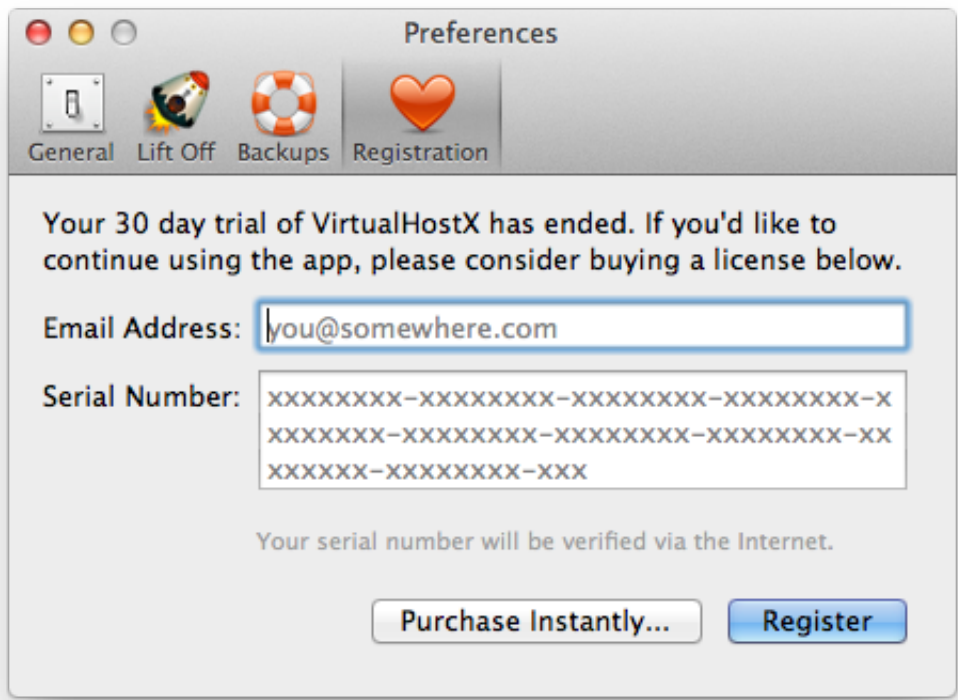 Preferences
General Lift Off Backups Registration
Your 30 day trial of VirtualHostX has ended. If you'd like to
continue using the app, please consider buying a license below.
Email Address: you@somewhere.com
Serial Number: xxxxxxxx-xxxxxxxx-xxxxxxxx-xxxxxxxx-x
xxxxxxx-xxxxxxxx-xxxxxxxx-xxxxxxxx-xx
xxxxxx-xxxxxxxx-xxx
Your serial number will be verified via the Internet.
Purchase Instantly... Register